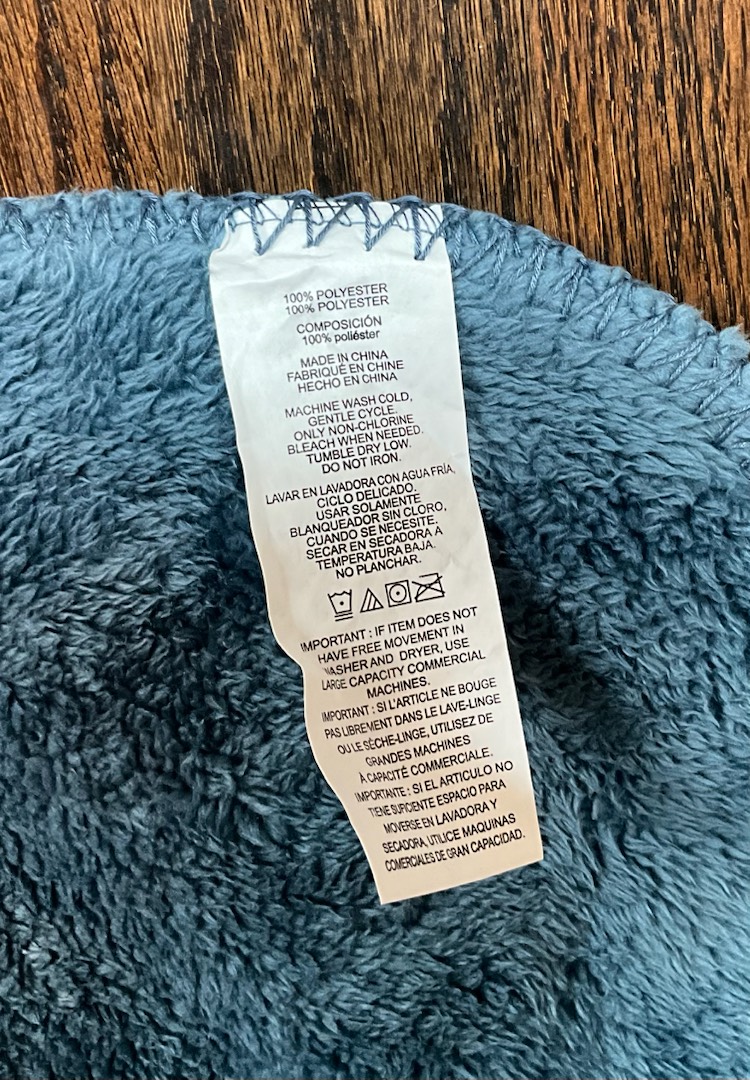 100% POLYESTER
100% POLYESTER
COMPOSICIÓN
100% poliéster
MADE IN CHINA
FABRIQUÉ EN CHINE
HECHO EN CHINA
MACHINE WASH COLD,
GENTLE CYCLE.
ONLY NON-CHLORINE
BLEACH WHEN NEEDED.
TUMBLE DRY LOW.
DO NOT IRON.
LAVAR EN LAVADORA CON AGUA FRÍA.
CICLO DELICADO.
USAR SOLAMENTE
BLANQUEADOR SIN CLORO,
CUANDO SE NECESITE.
SECAR EN SECADORA A
TEMPERATURA BAJA.
NO PLANCHAR.
IMPORTANT : IF ITEM DOES NOT
HAVE FREE MOVEMENT IN
WASHER AND DRYER, USE
LARGE CAPACITY COMMERCIAL
MACHINES.
IMPORTANT : SI L'ARTICLE NE BOUGE
PAS LIBREMENT DANS LE LAVE-LINGE
OU LE SÈCHE-LINGE, UTILISEZ DE
GRANDES MACHINES
À CAPACITÉ COMMERCIALE.
IMPORTANTE : SI EL ARTICULO NO
TIENE SUFICIENTE ESPACIO PARA
MOVERSE EN LAVADORA Y
SECADORA, UTILICE MAQUINAS
COMERCIALES DE GRAN CAPACIDAD.